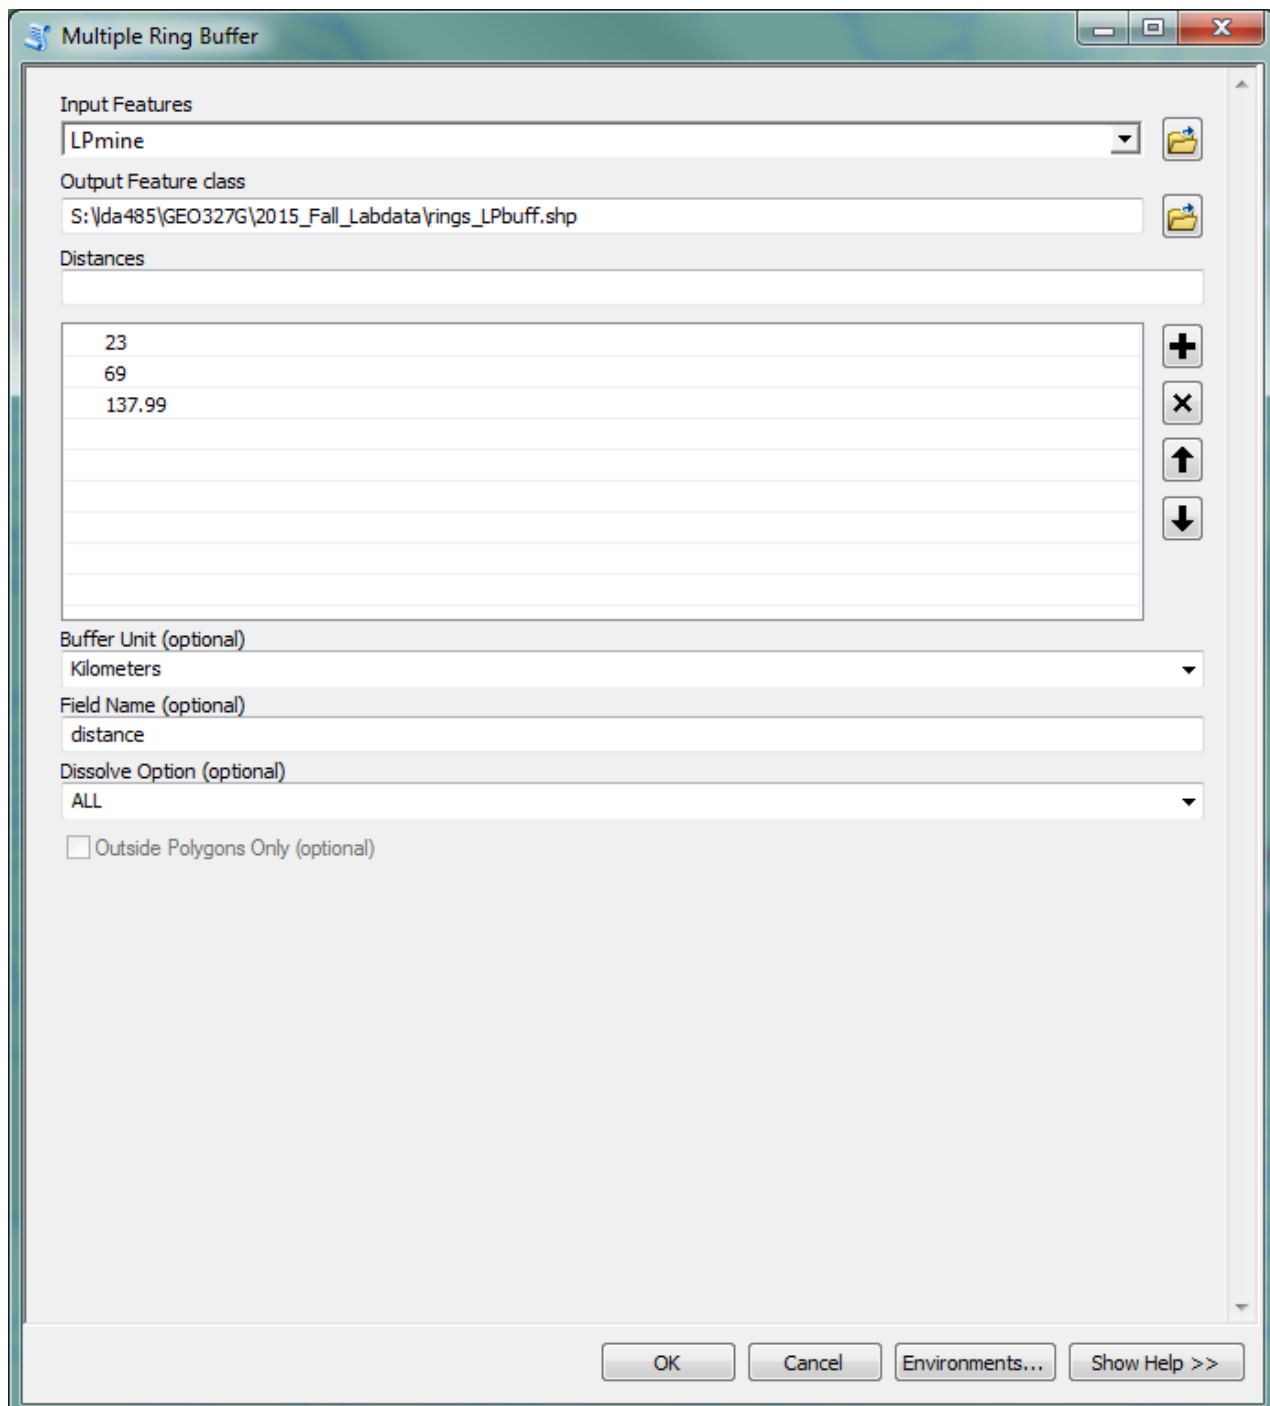 Multiple Ring Buffer
Input Features
LPmine
Output Feature class
S:\lda485\GEO327G\2015_Fall_Labdata\rings_LPbuff.shp
Distances
23
69
137.99
Buffer Unit (optional)
Kilometers
Field Name (optional)
distance
Dissolve Option (optional)
ALL
Outside Polygons Only (optional)
OK Cancel Environments... Show Help >>